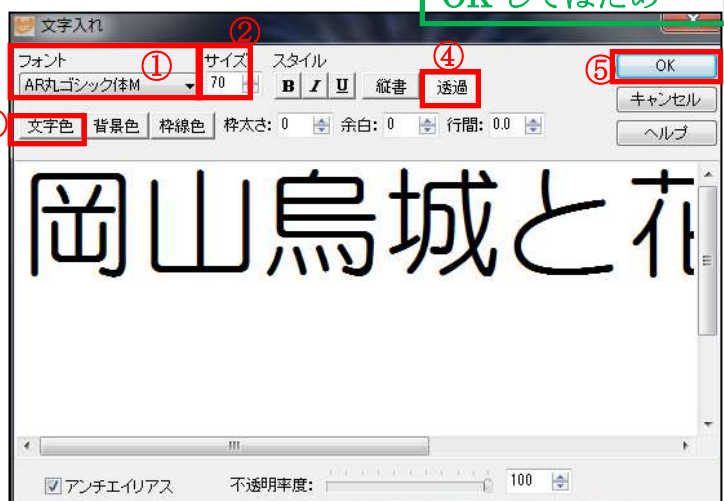 OK してはだめ
文字入れ
②
フォント ① サイズ スタイル ④
AR丸ゴシック体M 70 B I U 縦書 透過 ⑤ OK
キャンセル
文字色 背景色 枠線色 枠太さ: 0 余白: 0 行間: 0.0 ヘルプ
岡山烏城と花
アンチエイリアス 不透明率度: 100